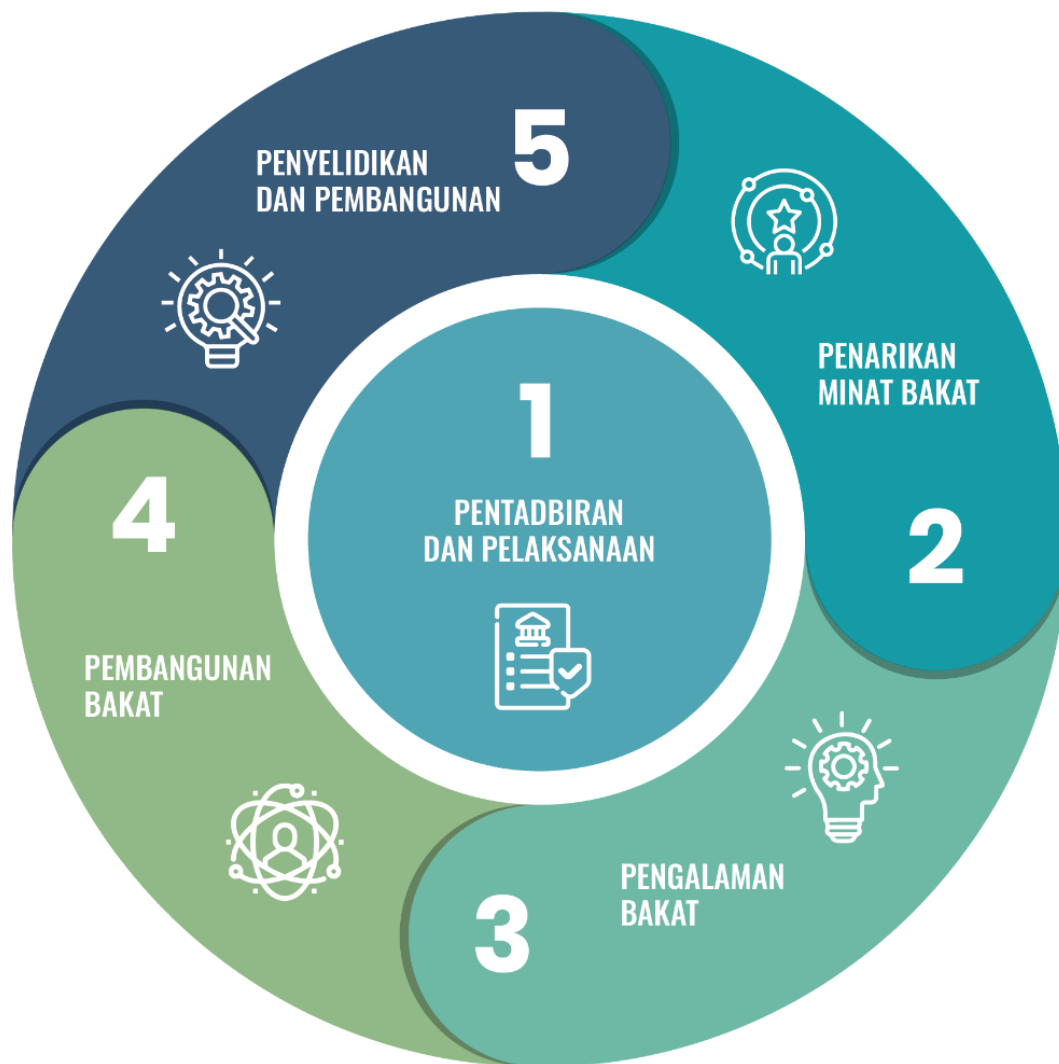 1
PENTADBIRAN
DAN PELAKSANAAN
PENARIKAN
MINAT BAKAT
2
PENGALAMAN
BAKAT
3
4
PEMBANGUNAN
BAKAT
5
PENYELIDIKAN
DAN PEMBANGUNAN